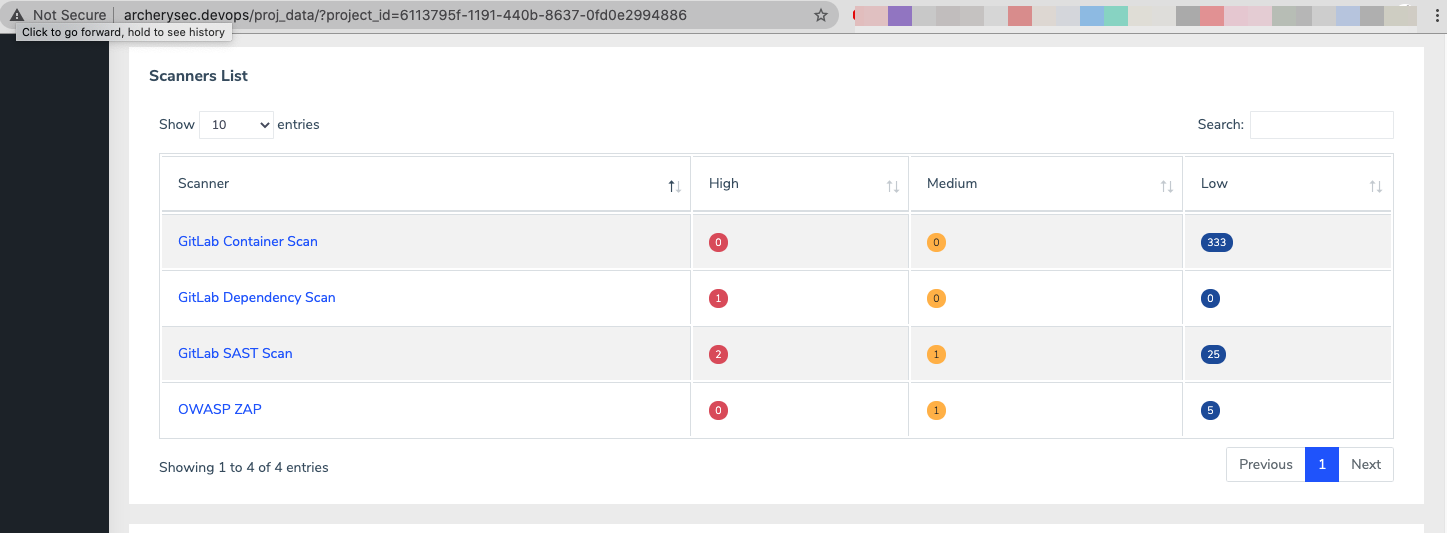 Not Secure archerysec.devops/proj_data/?project_id=6113795f-1191-440b-8637-0fd0e2994886
Click to go forward, hold to see history
Scanners List
Show 10 entries Search:
Scanner High Medium Low
GitLab Container Scan 0 0 333
GitLab Dependency Scan 1 0 0
GitLab SAST Scan 2 1 25
OWASP ZAP 0 1 5
Showing 1 to 4 of 4 entries Previous 1 Next